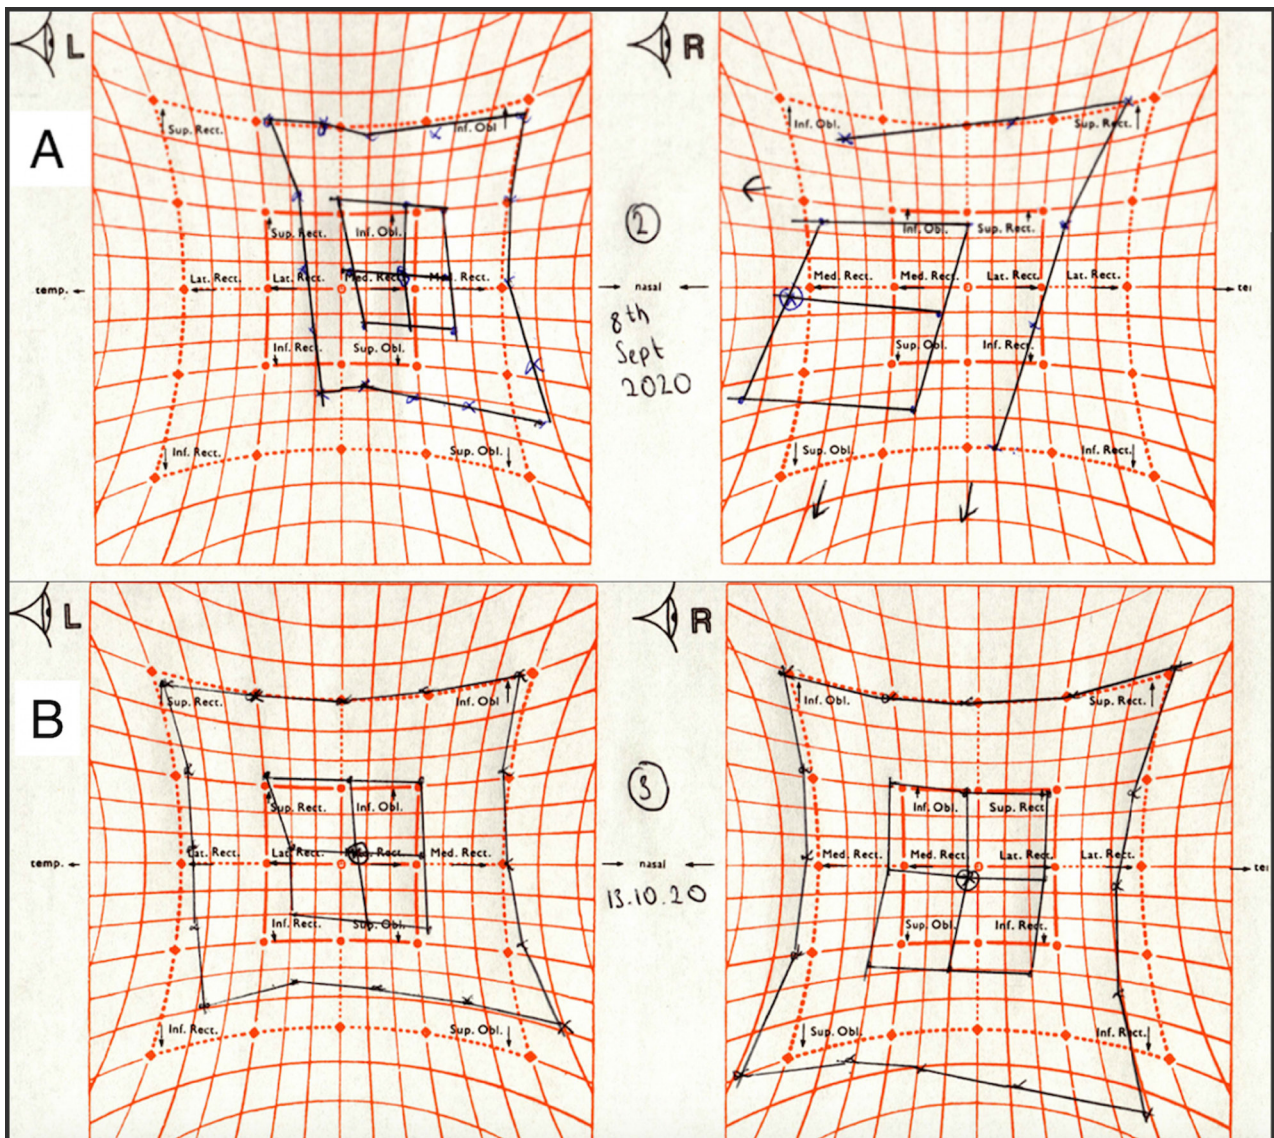 L
R
A
Sup. Rect.
Inf. Obl
Inf. Obl.
Sup. Rect.
2
Sup. Rect.
Inf. Obl.
Inf. Obl.
Sup. Rect.
Lat. Rect.
Lat. Rect.
Med. Rect.
Med. Rect.
Med. Rect.
Med. Rect.
Lat. Rect.
Lat. Rect.
temp.
nasal
8th
Sept
2020
Inf. Rect.
Sup. Obl.
Sup. Obl.
Inf. Rect.
Inf. Rect.
Sup. Obl.
Sup. Obl.
Inf. Rect.
L
R
B
Sup. Rect.
Inf. Obl
Inf. Obl.
Sup. Rect.
3
Sup. Rect.
Inf. Obl.
Inf. Obl.
Sup. Rect
Lat. Rect.
Lat. Rect.
Med. Rect.
Med. Rect.
Med. Rect.
Lat. Rect.
Lat. Rect.
temp.
nasal
13.10.20
Inf. Rect.
Sup. Obl.
Sup. Obl.
Inf. Rect.
Inf. Rect.
Sup. Obl.
Sup. Obl.
Inf. Rect.